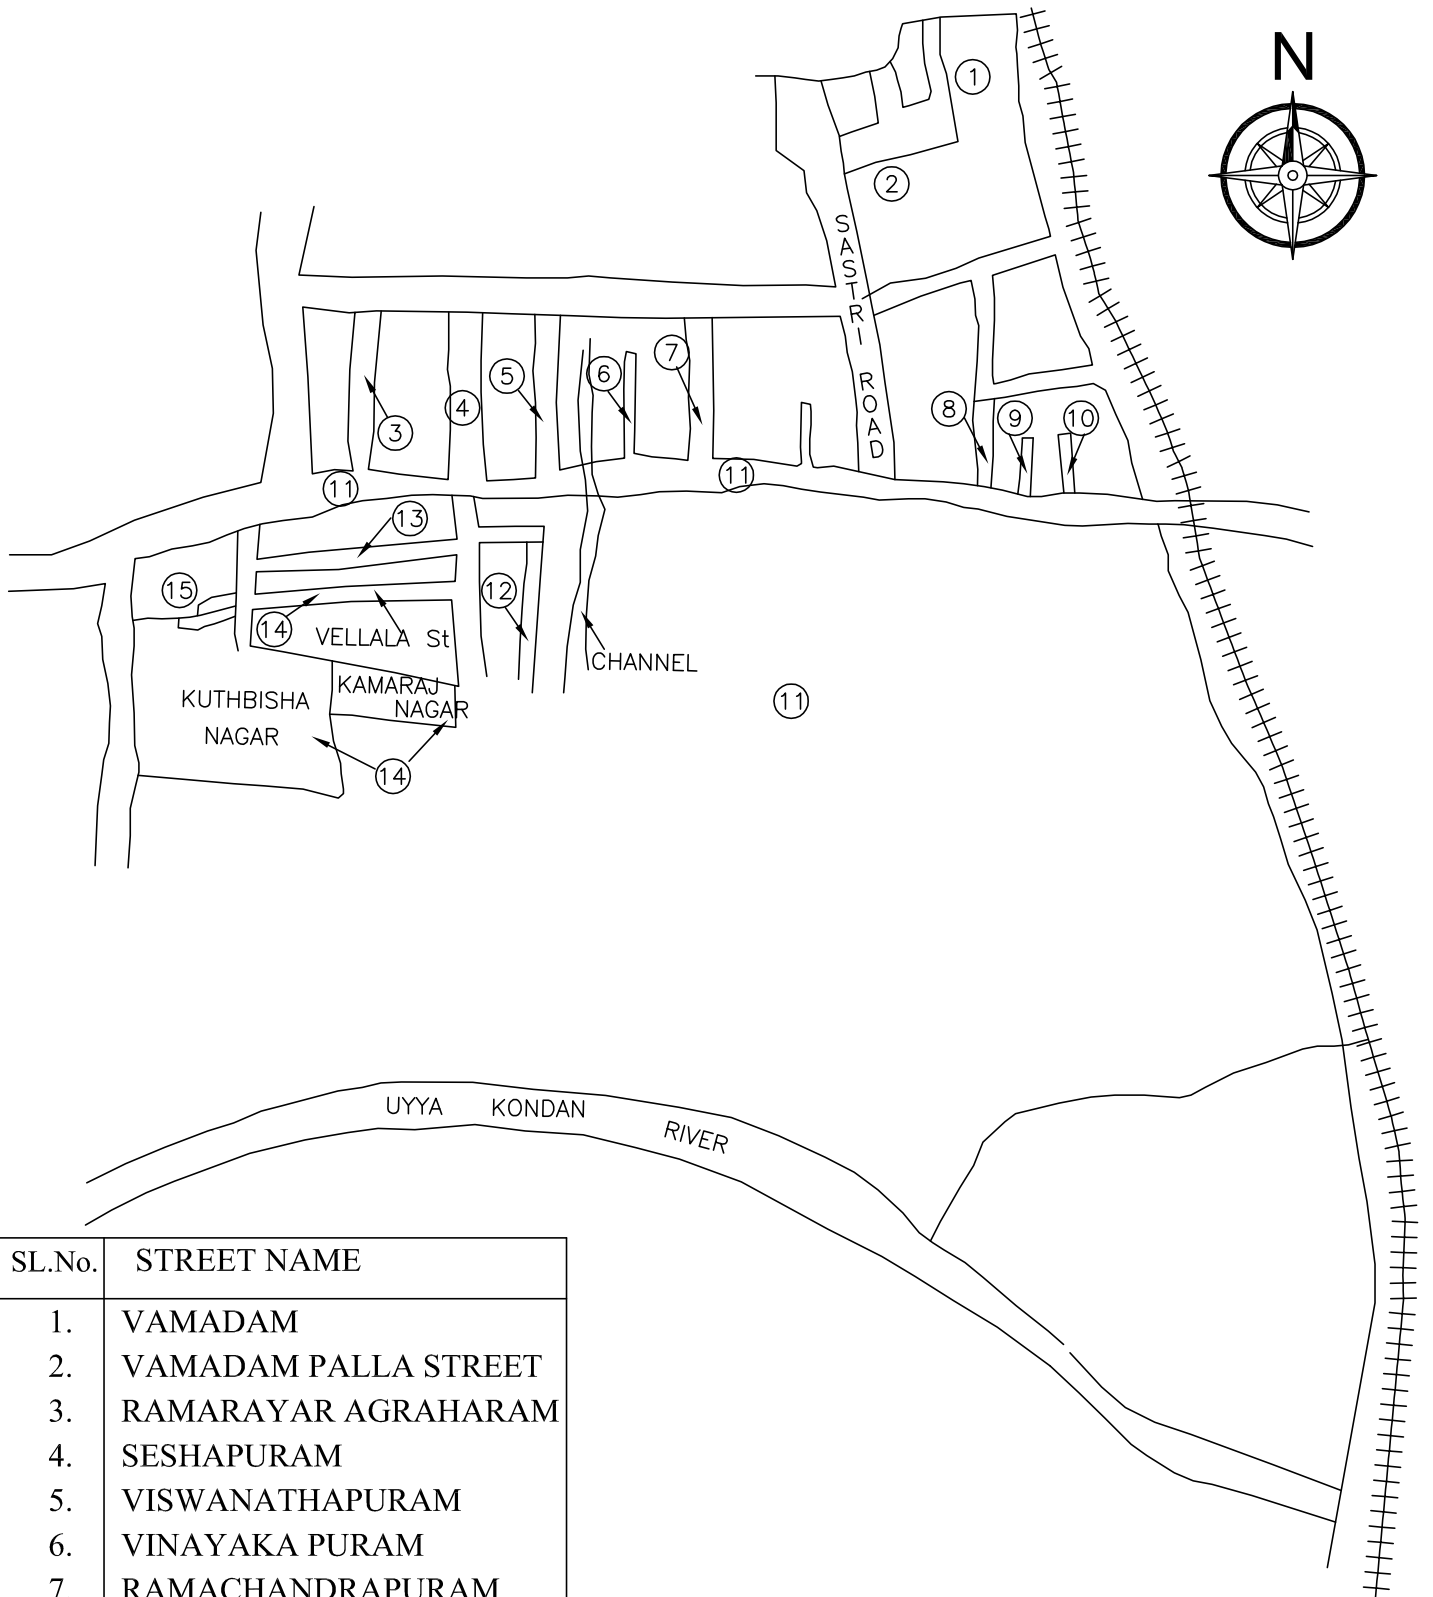 N
1
2
SASTRI ROAD
7
5
6
3
4
8
9
10
11
11
13
15
12
14
VELLALA St
CHANNEL
KAMARAJ
NAGAR
KUTHBISHA
NAGAR
11
14
UYYA KONDAN RIVER
SL.No. STREET NAME
1. VAMADAM
2. VAMADAM PALLA STREET
3. RAMARAYAR AGRAHARAM
4. SESHAPURAM
5. VISWANATHAPURAM
6. VINAYAKA PURAM
7 RAMACHANDRAPURAM